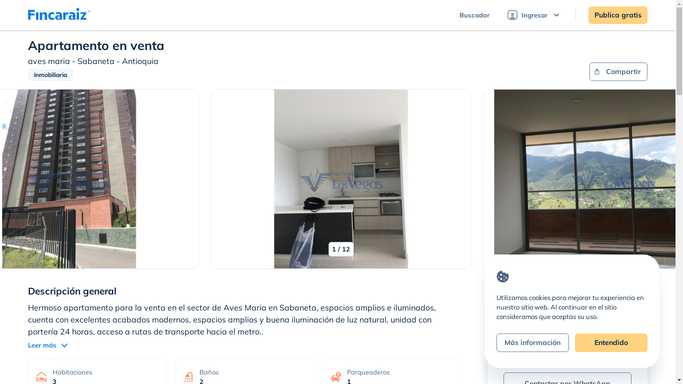 Fincaraiz
Buscador
Ingresar
Publica gratis
Apartamento en venta
aves maria - Sabaneta - Antioquia
Inmobiliaria
Compartir
Las Vegas
1 / 12
Descripción general
Hermoso apartamento para la venta en el sector de Aves Maria en Sabaneta, espacios amplios e iluminados,
cuenta con excelentes acabados modernos, espacios amplios y buena iluminación de luz natural, unidad con
portería 24 horas, acceso a rutas de transporte hacia el metro..
Leer más
Habitaciones
3
Baños
2
Parqueaderos
1
Utilizamos cookies para mejorar tu experiencia en
nuestro sitio web. Al continuar en el sitio
consideramos que aceptas su uso.
Más información
Entendido
Contactar por WhatsApp